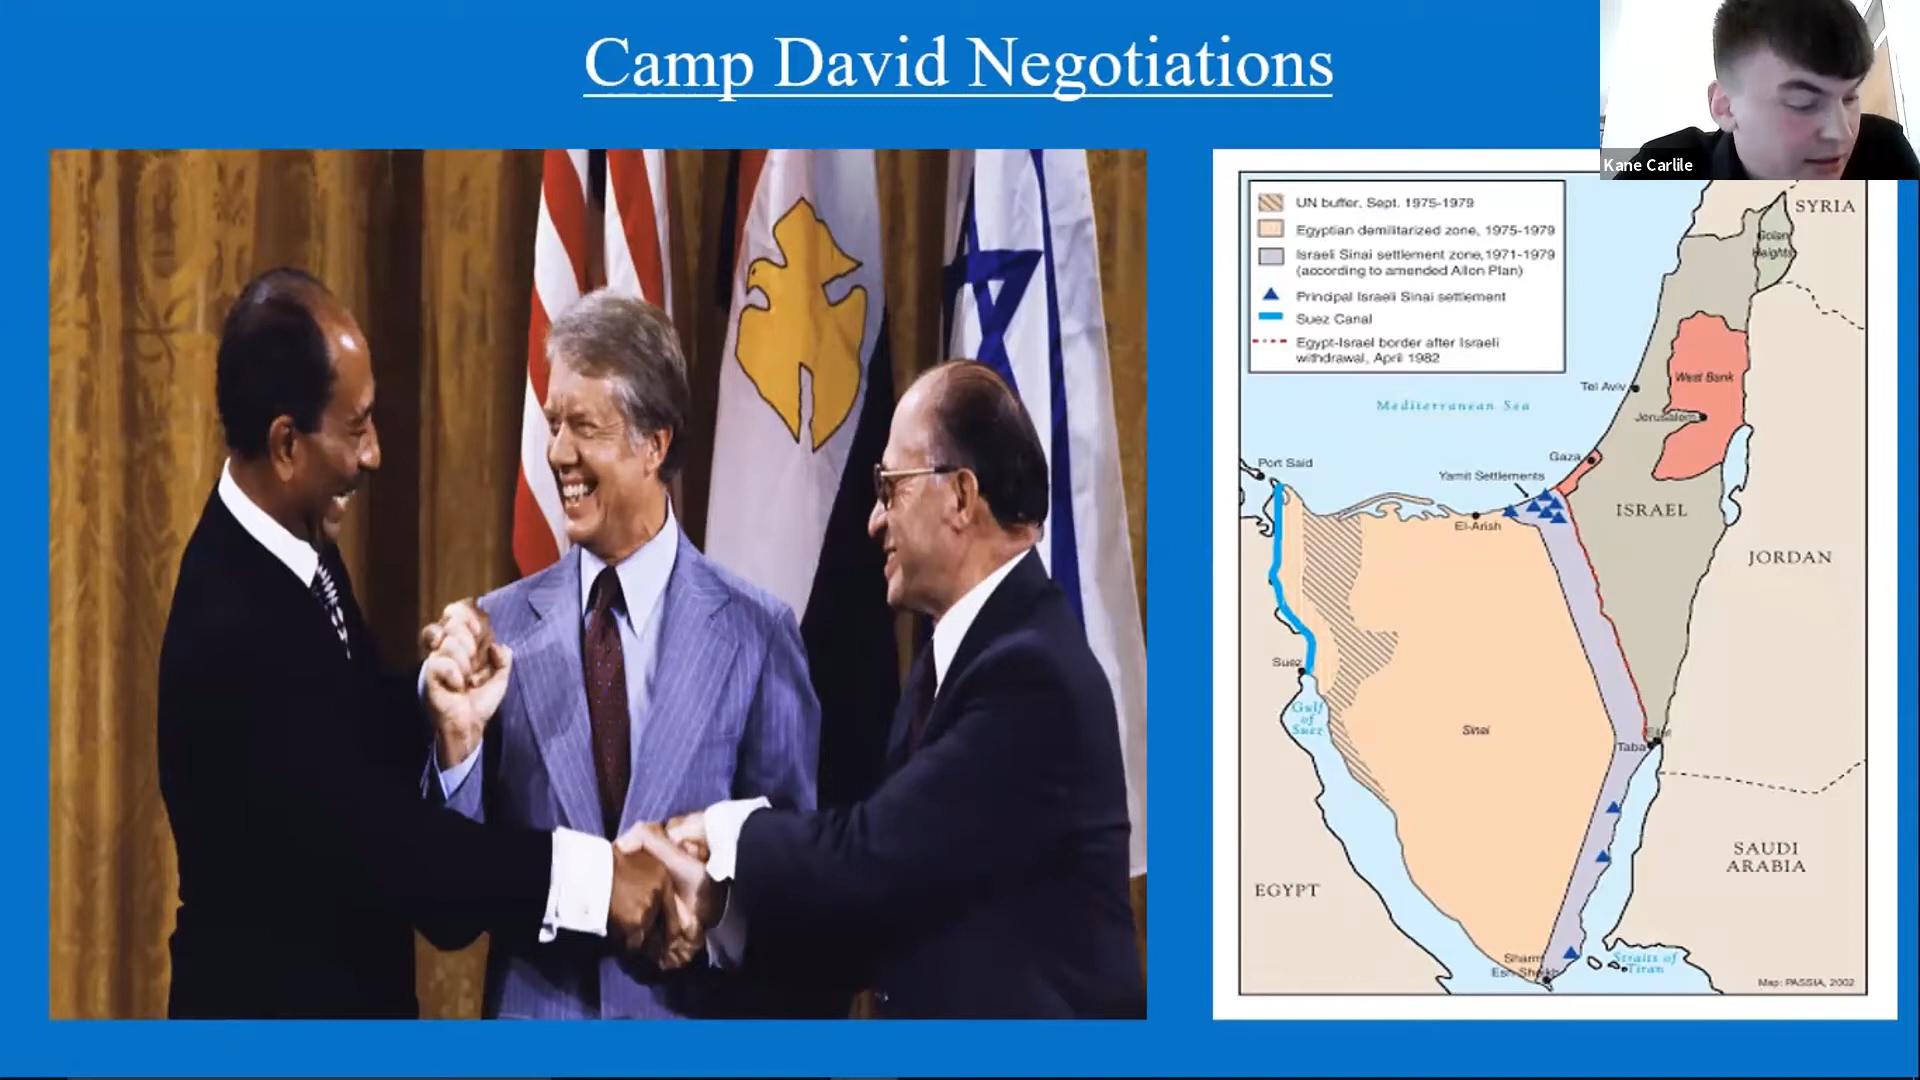 Camp David Negotiations
Kane Carlile
UN buffer, Sept. 1975-1979
Egyptian demilitarized zone, 1975-1979
Israeli Sinai settlement zone,1971-1979
(according to amended Allon Plan)
Principal Israeli Sinai settlement
Suez Canal
Egypt-Israel border after Israeli
withdrawal, April 1982
SYRIA
Golan
Heights
West Bank
Tel Aviv
Jerusalem
Mediterranean Sea
Gaza
Port Said
Yamit Settlements
El-Arish
ISRAEL
JORDAN
Suez
Gulf
of
Suez
Sinai
Eilat
Taba
SAUDI
ARABIA
EGYPT
Sharm
Esh-Sheikh
Straits of
Tiran
Map: PASSIA, 2002